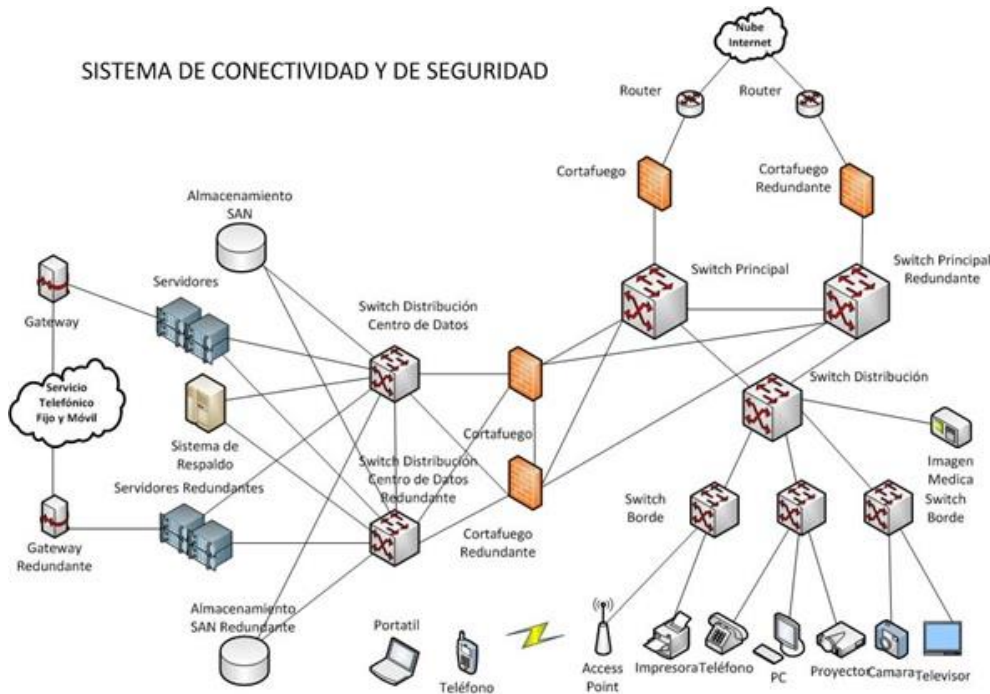 Nube
Internet
SISTEMA DE CONECTIVIDAD Y DE SEGURIDAD
Router
Router
Cortafuego
Cortafuego
Redundante
Almacenamiento
SAN
Switch Principal
Switch Principal
Redundante
Servidores
Gateway
Switch Distribución
Centro de Datos
Servicio
Telefónico
Fijo y Móvil
Switch Distribución
Sistema de
Respaldo
Cortafuego
Switch Distribución
Centro de Datos
Redundante
Imagen
Medica
Servidores Redundantes
Switch
Borde
Switch
Borde
Gateway
Redundante
Cortafuego
Redundante
Almacenamiento
SAN Redundante
Portatil
Teléfono
Access
Point
Impresora
Teléfono
PC
Proyector
Camara
Televisor